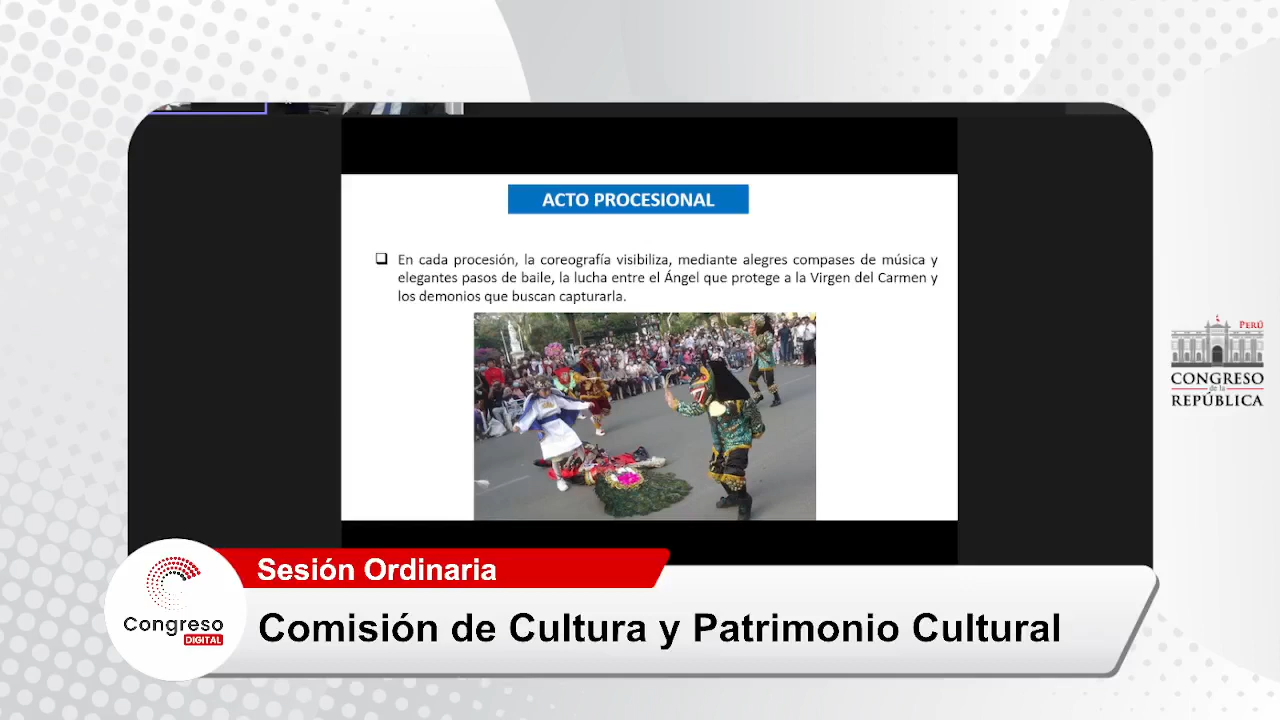 ACTO PROCESIONAL
❑ En cada procesión, la coreografía visibiliza, mediante alegres compases de música y
elegantes pasos de baile, la lucha entre el Ángel que protege a la Virgen del Carmen y
los demonios que buscan capturarla.
PERÚ
CONGRESO
de la
REPÚBLICA
Sesión Ordinaria
Congreso
DIGITAL
Comisión de Cultura y Patrimonio Cultural